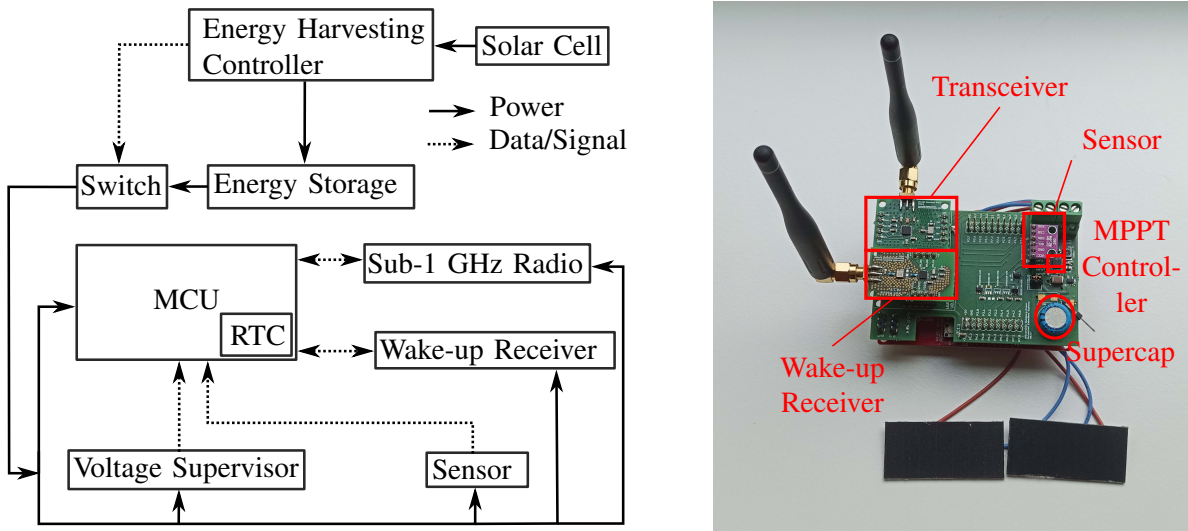 Energy Harvesting
Controller
Solar Cell
Power
Data/Signal
Switch
Energy Storage
MCU
RTC
Sub-1 GHz Radio
Wake-up Receiver
Voltage Supervisor
Sensor
Transceiver
Sensor
MPPT
Control-
ler
Supercap
Wake-up
Receiver